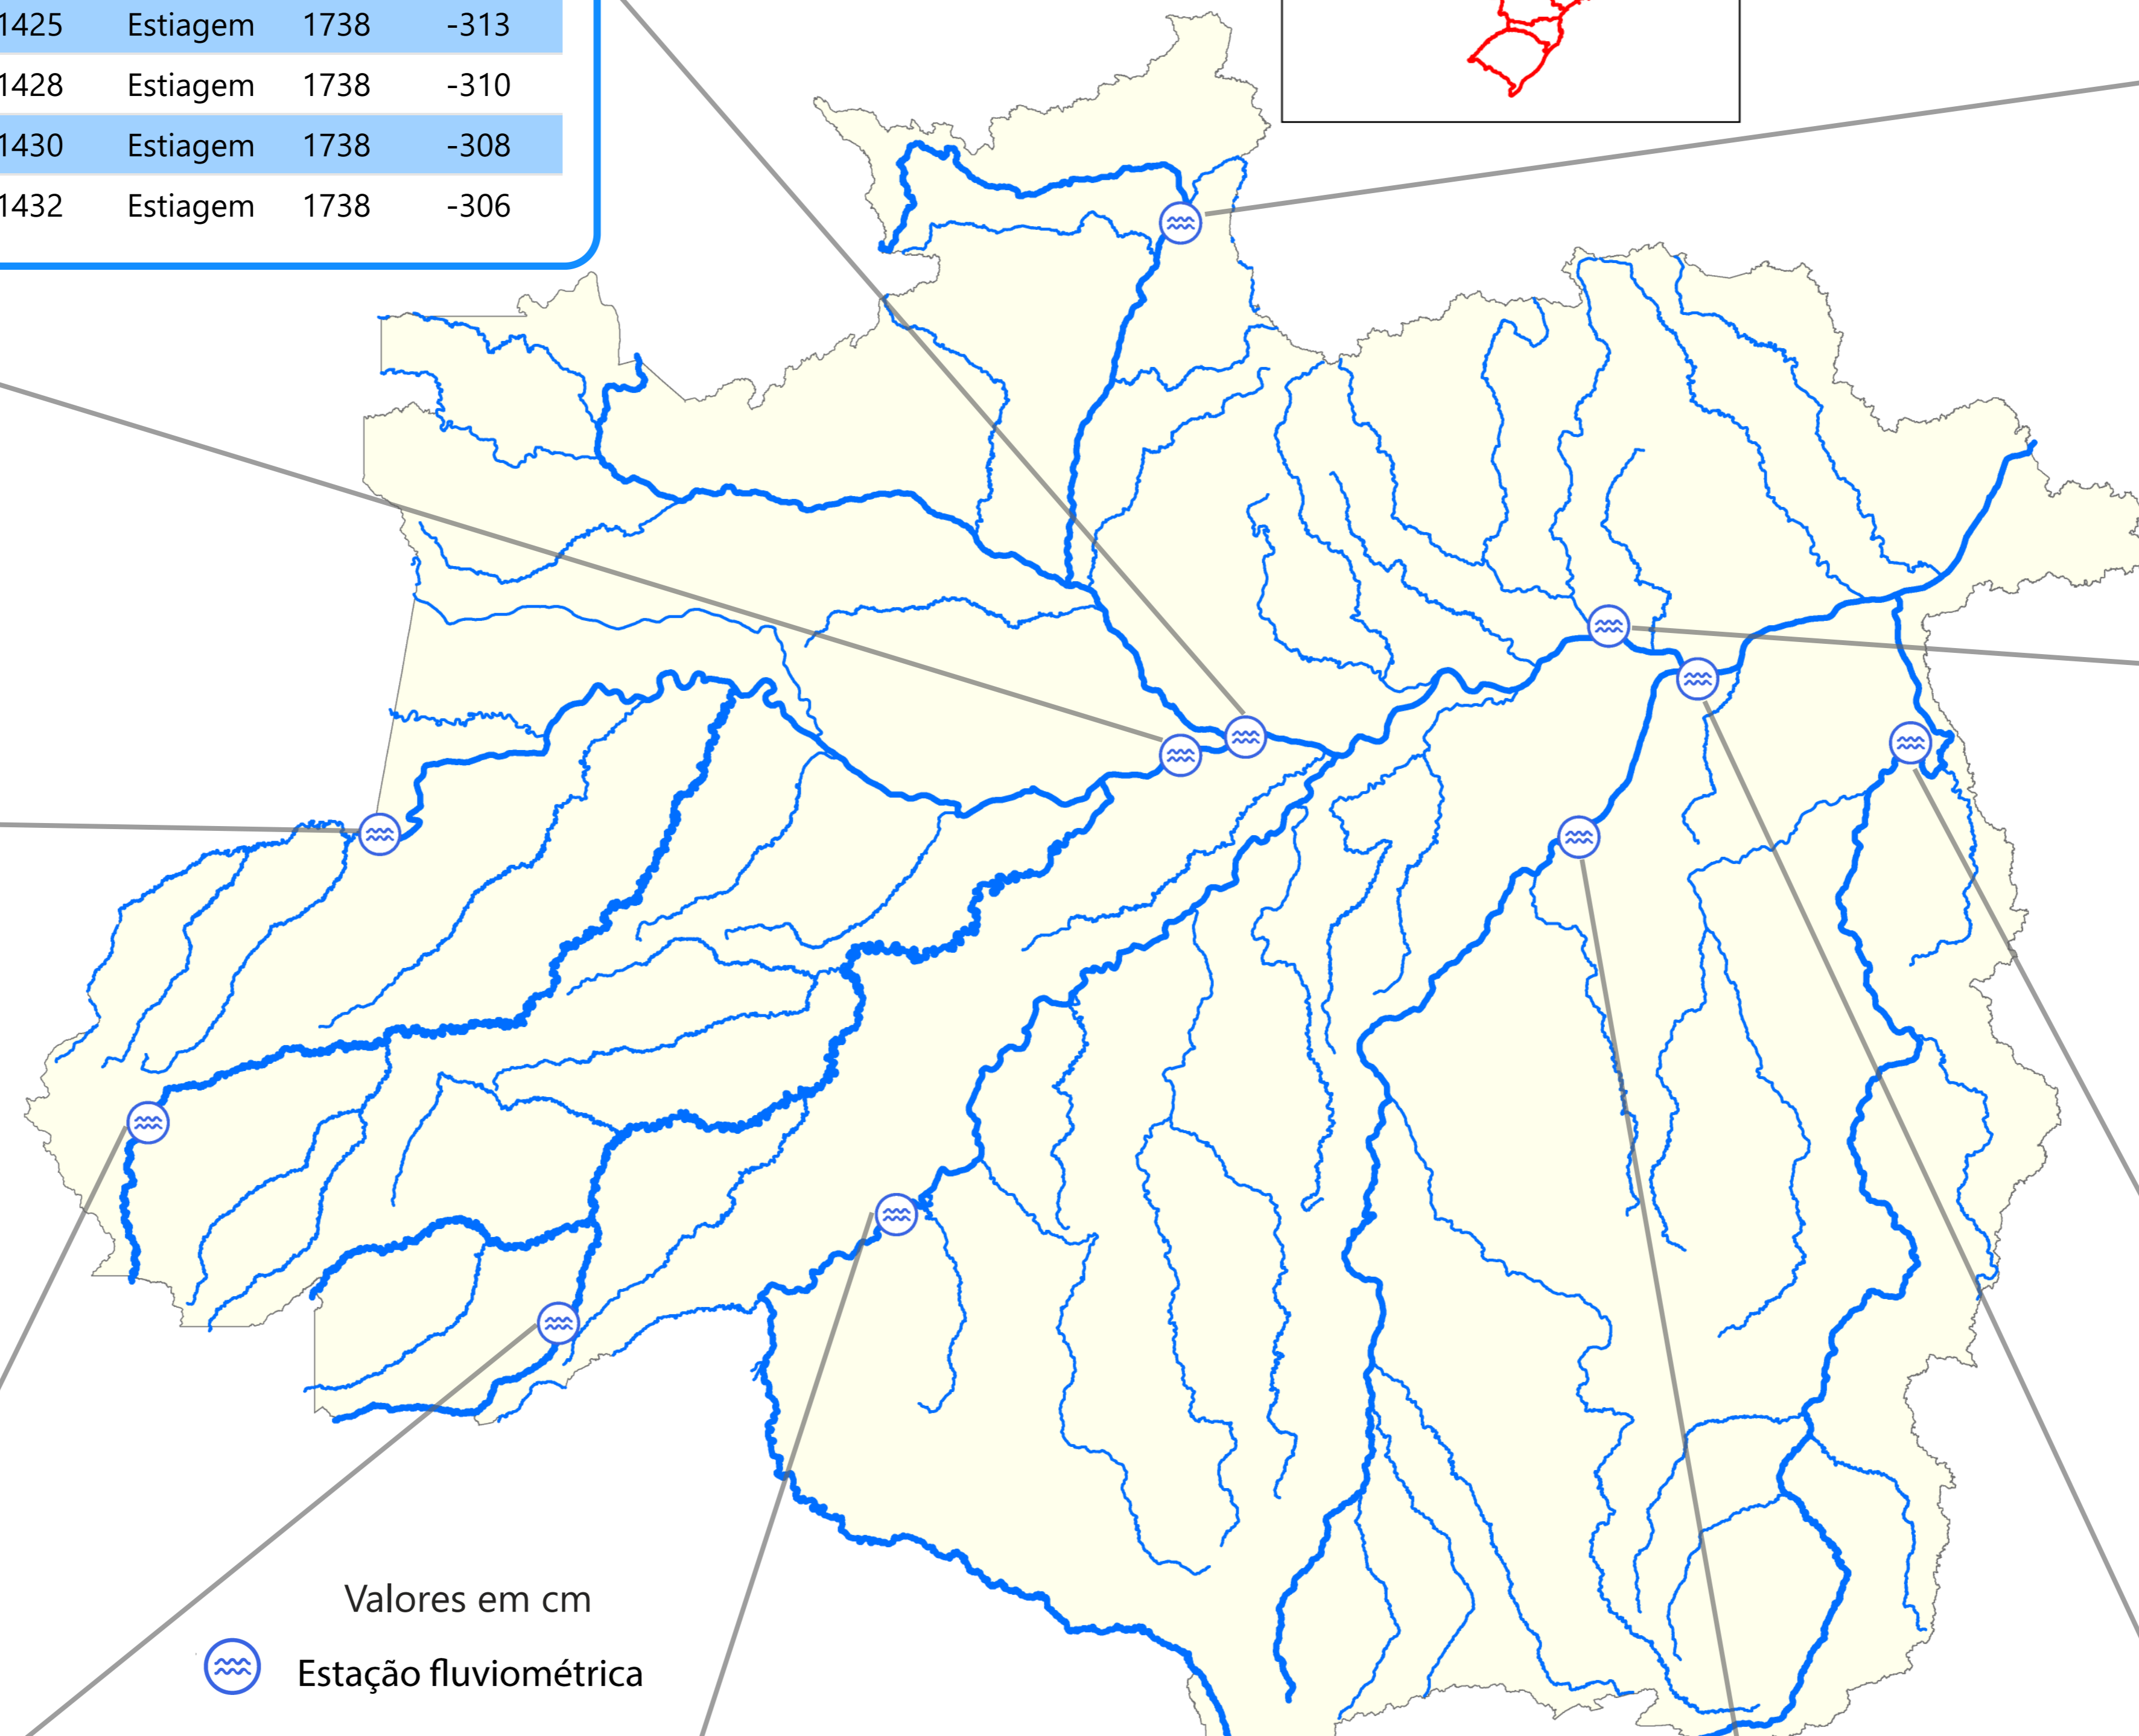 1425 Estiagem 1738 -313
1428 Estiagem 1738 -310
1430 Estiagem 1738 -308
1432 Estiagem 1738 -306
Valores em cm
Estação fluviométrica